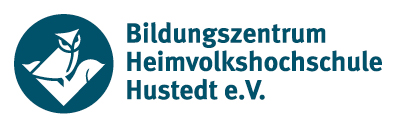 Bildungszentrum
Heimvolkshochschule
Hustedt e.V.